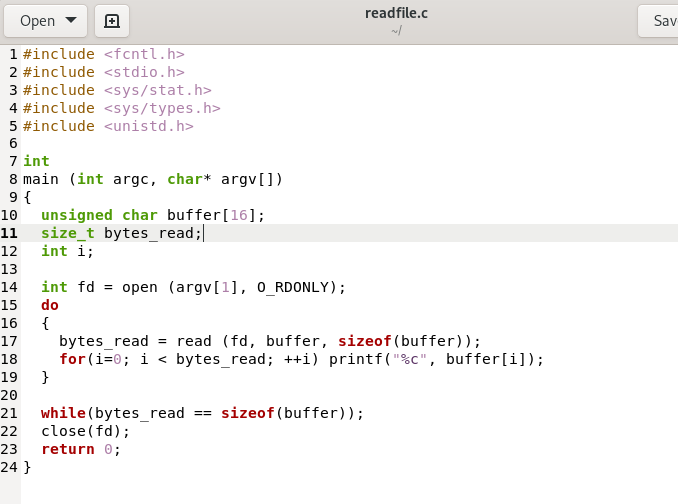 Open
readfile.c
~/
Sav
1 #include <fcntl.h>
2 #include <stdio.h>
3 #include <sys/stat.h>
4 #include <sys/types.h>
5 #include <unistd.h>
6
7 int
8 main (int argc, char* argv[])
9 {
10   unsigned char buffer[16];
11   size_t bytes_read;
12   int i;
13
14   int fd = open (argv[1], O_RDONLY);
15   do
16   {
17     bytes_read = read (fd, buffer, sizeof(buffer));
18     for(i=0; i < bytes_read; ++i) printf("%c", buffer[i]);
19   }
20
21   while(bytes_read == sizeof(buffer));
22   close(fd);
23   return 0;
24 }